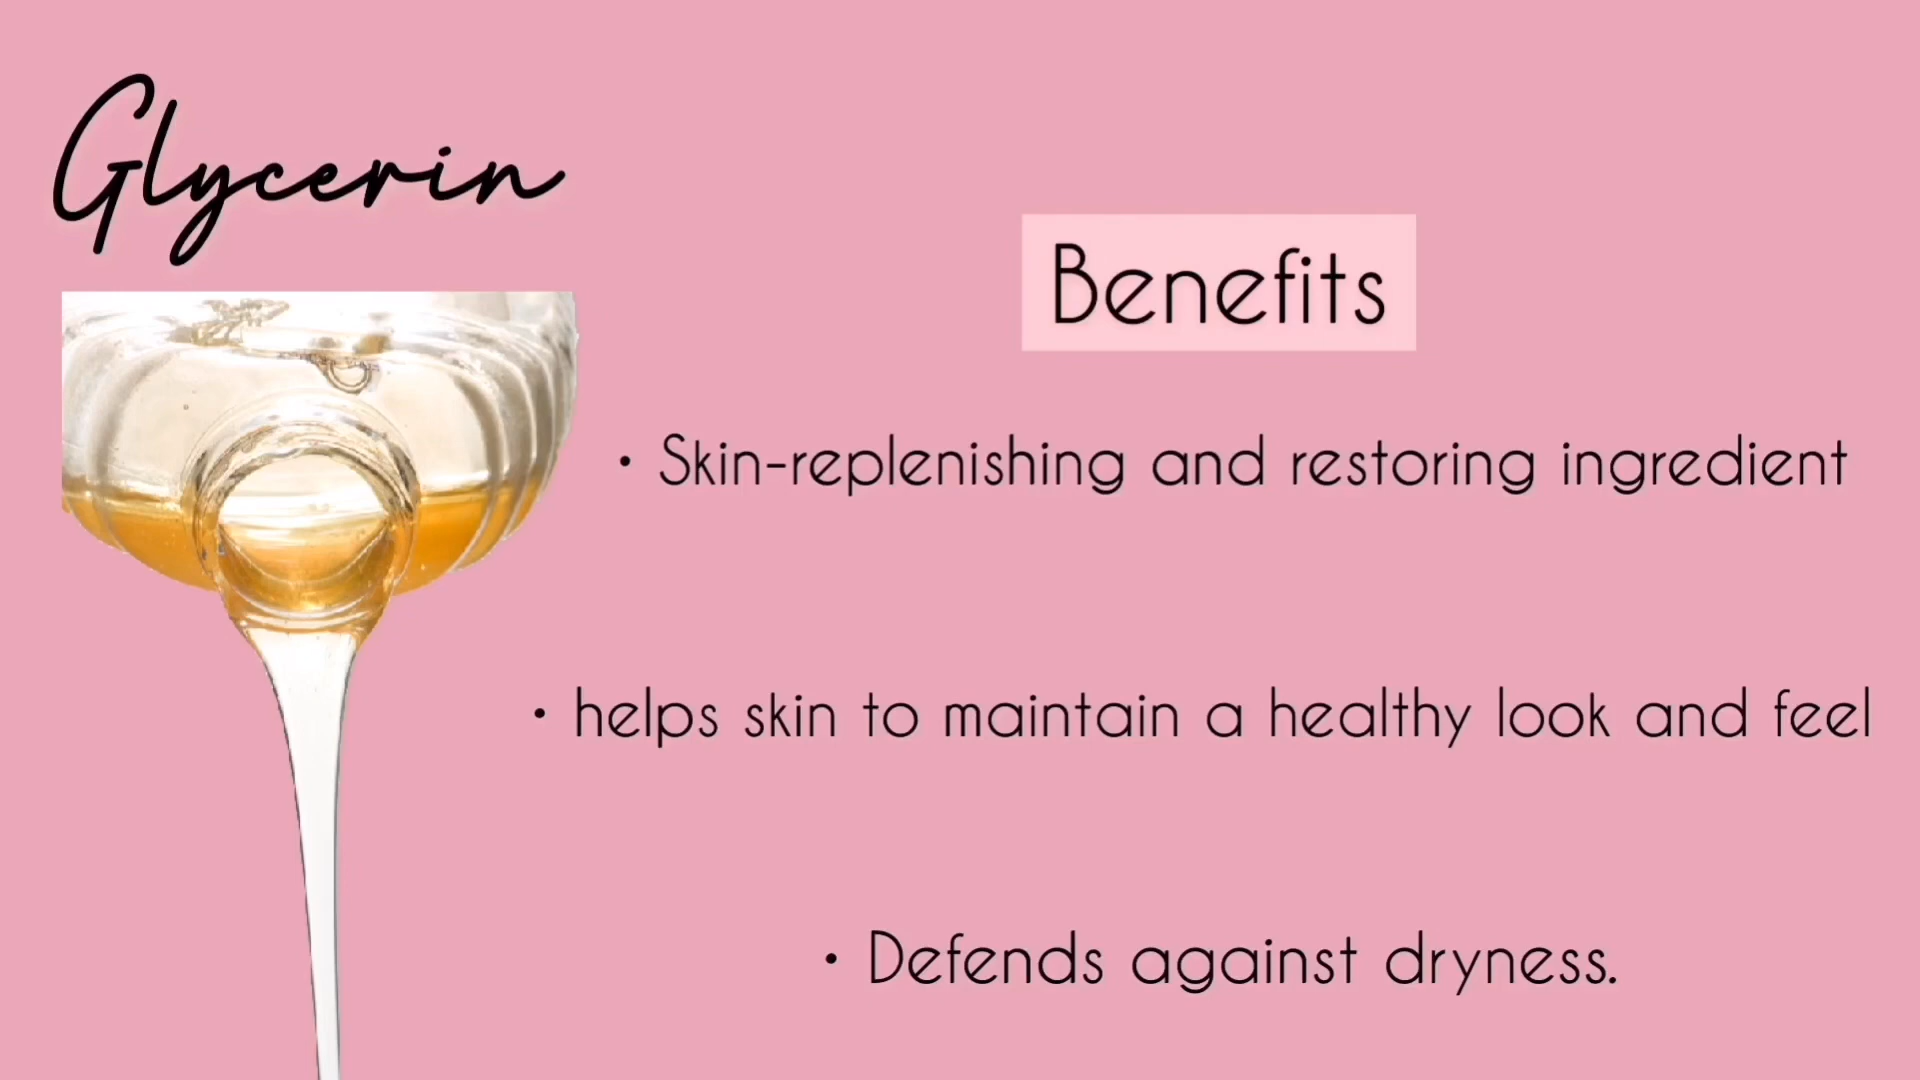 Glycerin
Benefits
• Skin-replenishing and restoring ingredient
• helps skin to maintain a healthy look and feel
• Defends against dryness.